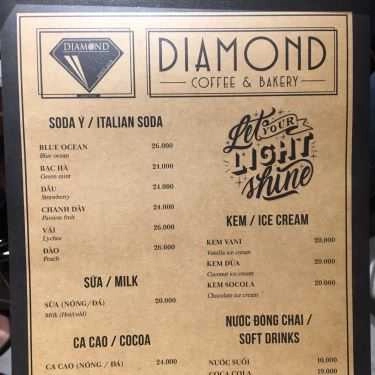 DIAMOND
DIAMOND
COFFEE & BAKERY
SODA Ý / ITALIAN SODA
BLUE OCEAN 26.000
Blue ocean
BẠC HÀ 24.000
Green mint
DÂU 24.000
Strawberry
CHANH DÂY 24.000
Passion fruit
VẢI 26.000
Lychee
ĐÀO 26.000
Peach
SỮA / MILK
SỮA (NÓNG/ĐÁ) 20.000
Milk (Hot/cold)
CA CAO / COCOA
CA CAO (NÓNG / ĐÁ) 24.000
Let
YOUR
LIGHT
shine
KEM / ICE CREAM
KEM VANI 20.000
Vanilla ice cream
KEM DỪA 20.000
Coconut ice cream
KEM SOCOLA 20.000
Chocolate ice cream
NƯỚC ĐÓNG CHAI /
SOFT DRINKS
NƯỚC SUỐI 10.000
COCA COLA 19.000